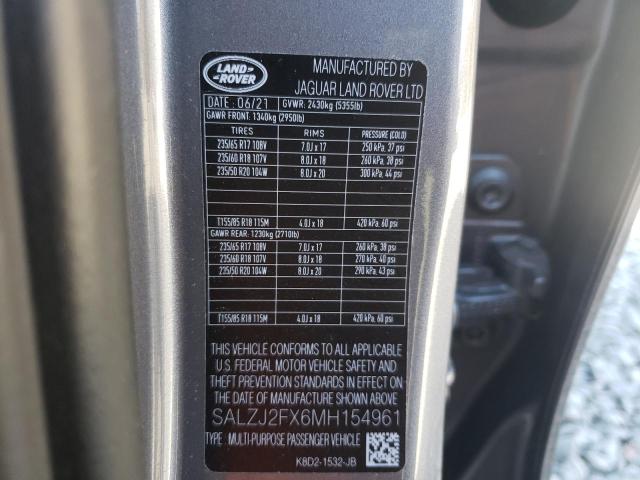 LAND-
-ROVER
MANUFACTURED BY
JAGUAR LAND ROVER LTD
DATE: 06/21 GVWR: 2430kg (5355lb)
GAWR FRONT: 1340kg (2950lb)
TIRES RIMS PRESSURE (COLD)
235/65 R17 108V 7.0J x 17 250 kPa, 37 psi
235/60 R18 107V 8.0J x 18 260 kPa, 38 psi
235/50 R20 104W 8.0J x 20 300 kPa, 44 psi
T155/85 R18 115M 4.0J x 18 420 kPa, 60 psi
GAWR REAR: 1230kg (2710lb)
235/65 R17 108V 7.0J x 17 260 kPa, 38 psi
235/60 R18 107V 8.0J x 18 270 kPa, 40 psi
235/50 R20 104W 8.0J x 20 290 kPa, 43 psi
T155/85 R18 115M 4.0J x 18 420 kPa, 60 psi
THIS VEHICLE CONFORMS TO ALL APPLICABLE
U.S. FEDERAL MOTOR VEHICLE SAFETY AND
THEFT PREVENTION STANDARDS IN EFFECT ON
THE DATE OF MANUFACTURE SHOWN ABOVE
SALZJ2FX6MH154961
TYPE: MULTI-PURPOSE PASSENGER VEHICLE
K8D2-1532-JB